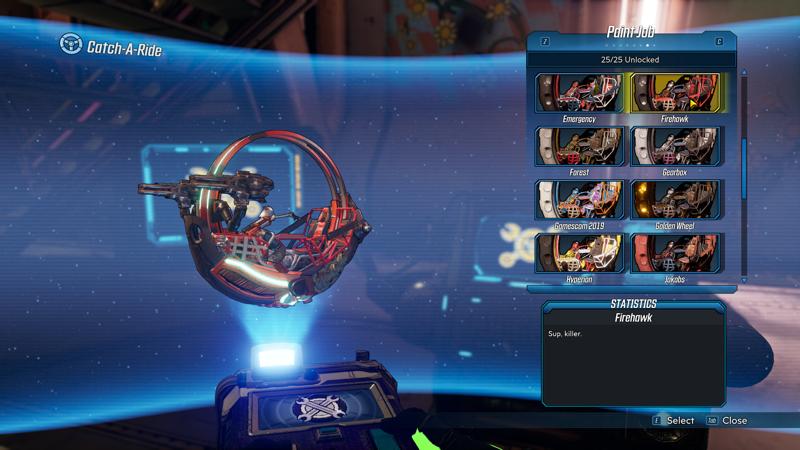 Catch-A-Ride
Paint Job
25/25 Unlocked
Emergency
Firehawk
Forest
Gearbox
Gamescom 2019
Golden Wheel
Hyperion
Jakobs
STATISTICS
Firehawk
Sup, killer.
E Select
Tab Close